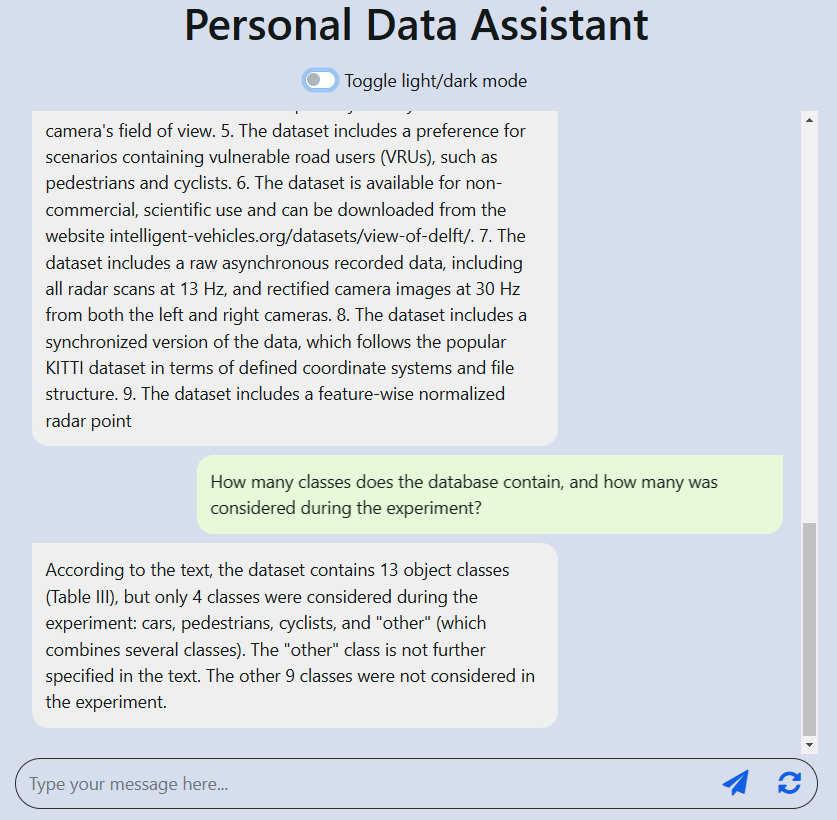 Personal Data Assistant
Toggle light/dark mode
camera's field of view. 5. The dataset includes a preference for
scenarios containing vulnerable road users (VRUs), such as
pedestrians and cyclists. 6. The dataset is available for non-
commercial, scientific use and can be downloaded from the
website intelligent-vehicles.org/datasets/view-of-delft/. 7. The
dataset includes a raw asynchronous recorded data, including
all radar scans at 13 Hz, and rectified camera images at 30 Hz
from both the left and right cameras. 8. The dataset includes a
synchronized version of the data, which follows the popular
KITTI dataset in terms of defined coordinate systems and file
structure. 9. The dataset includes a feature-wise normalized
radar point
How many classes does the database contain, and how many was
considered during the experiment?
According to the text, the dataset contains 13 object classes
(Table III), but only 4 classes were considered during the
experiment: cars, pedestrians, cyclists, and "other" (which
combines several classes). The "other" class is not further
specified in the text. The other 9 classes were not considered in
the experiment.
Type your message here...